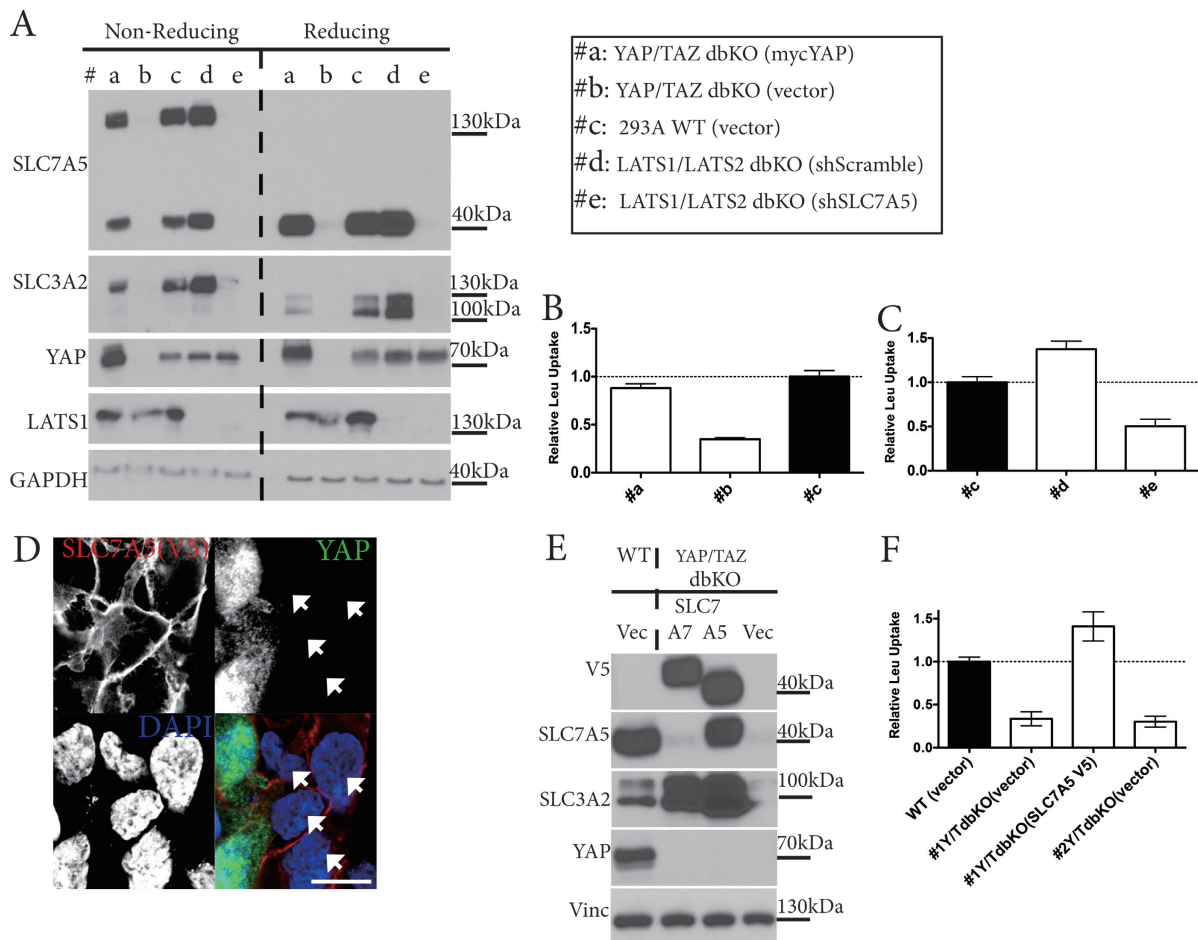 A
Non-Reducing Reducing
# a b c d e a b c d e
SLC7A5
130kDa
40kDa
SLC3A2
130kDa
100kDa
YAP
70kDa
LATS1
130kDa
GAPDH
40kDa
#a: YAP/TAZ dbKO (mycYAP)
#b: YAP/TAZ dbKO (vector)
#c: 293A WT (vector)
#d: LATS1/LATS2 dbKO (shScramble)
#e: LATS1/LATS2 dbKO (shSLC7A5)
B
Relative Leu Uptake
1.5
1.0
0.5
0.0
#a #b #c
C
Relative Leu Uptake
1.5
1.0
0.5
0.0
#c #d #e
D
SLC7A5(V5)
YAP
DAPI
E
WT YAP/TAZ
dbKO
SLC7
Vec A7 A5 Vec
V5
40kDa
SLC7A5
40kDa
SLC3A2
100kDa
YAP
70kDa
Vinc
130kDa
F
Relative Leu Uptake
1.5
1.0
0.5
0.0
WT (vector)
#1Y/TdbKO(vector)
#1Y/TdbKO(SLC7A5 V5)
#2Y/TdbKO(vector)